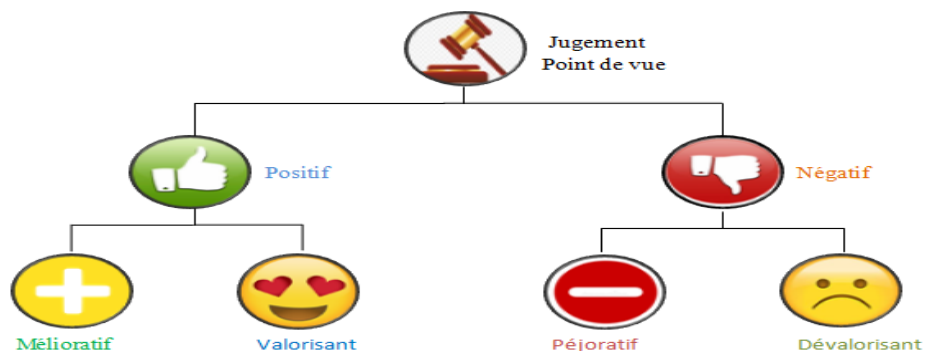 Jugement
Point de vue
Positif
Négatif
Mélioratif
Valorisant
Péjoratif
Dévalorisant